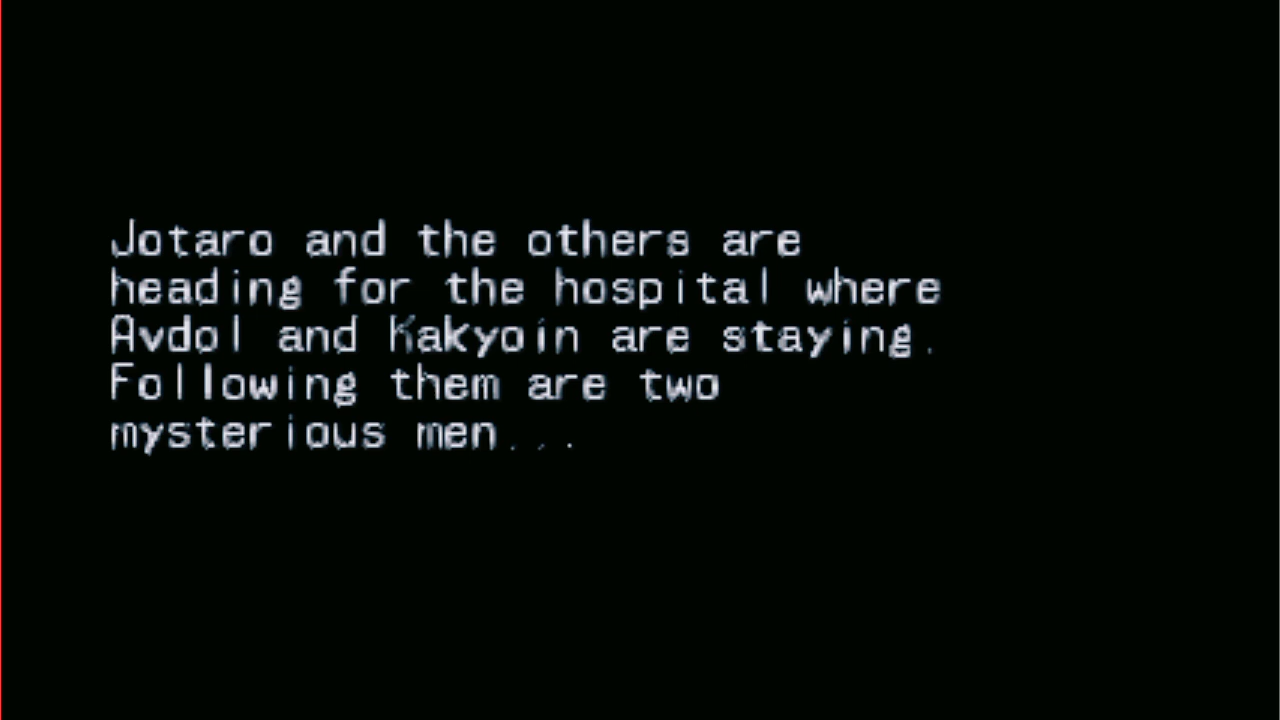 Jotaro and the others are
heading for the hospital where
Avdol and Kakyoin are staying.
Following them are two
mysterious men...